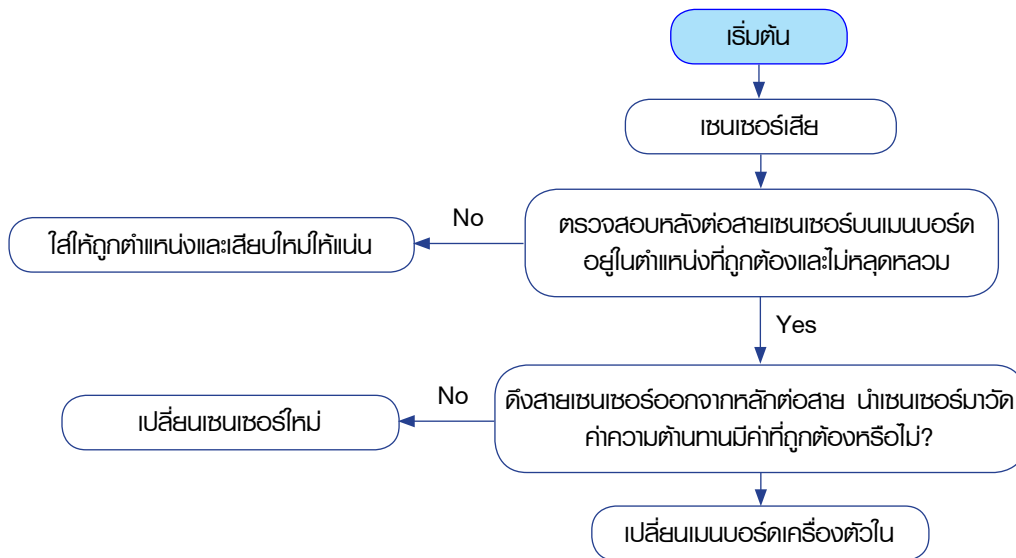 เริ่มต้น
เซนเซอร์เสีย
No
ใส่ให้ถูกตำแหน่งและเสียบใหม่ให้แน่น
ตรวจสอบหลังต่อสายเซนเซอร์บนเมนบอร์ด
อยู่ในตำแหน่งที่ถูกต้องและไม่หลุดหลวม
Yes
No
เปลี่ยนเซนเซอร์ใหม่
ดึงสายเซนเซอร์ออกจากหลักต่อสาย นำเซนเซอร์มาวัด
ค่าความต้านทานมีค่าที่ถูกต้องหรือไม่?
เปลี่ยนเมนบอร์ดเครื่องตัวใน